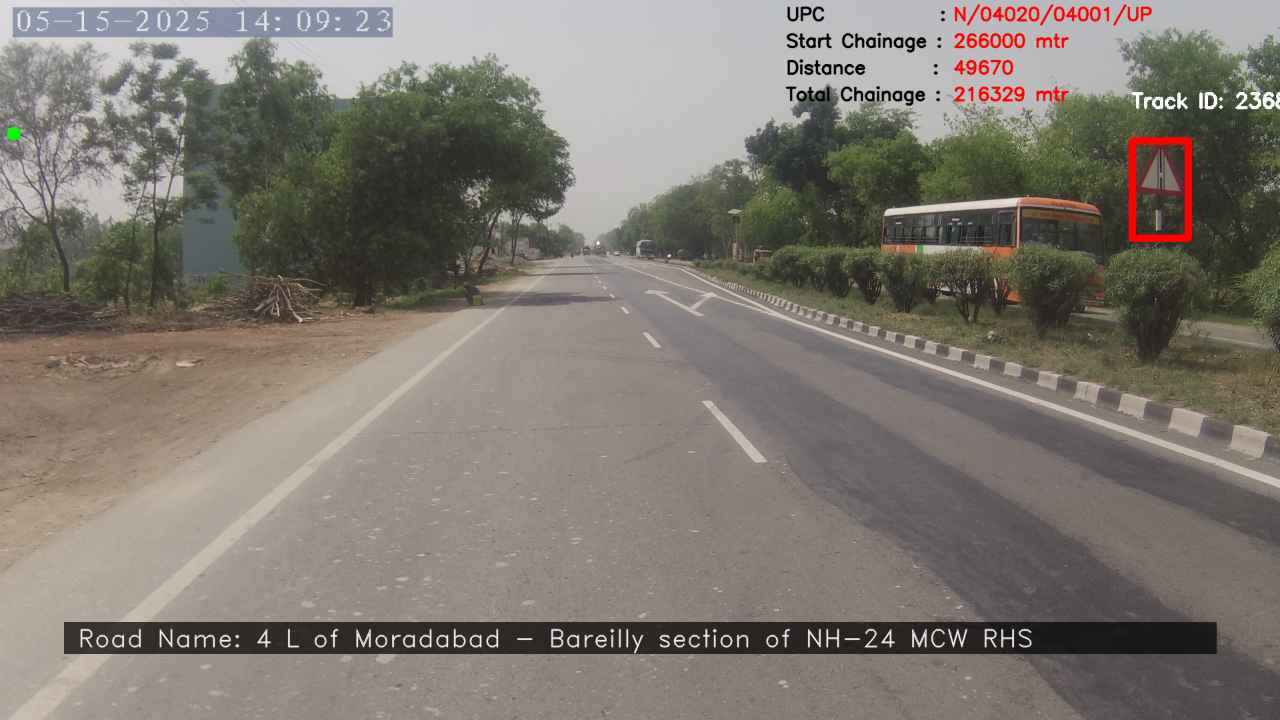 05-15-2025 14:09:23
UPC : N/04020/04001/UP
Start Chainage : 266000 mtr
Distance : 49670
Total Chainage : 216329 mtr
Track ID: 2368
Road Name: 4 L of Moradabad - Bareilly section of NH-24 MCW RHS